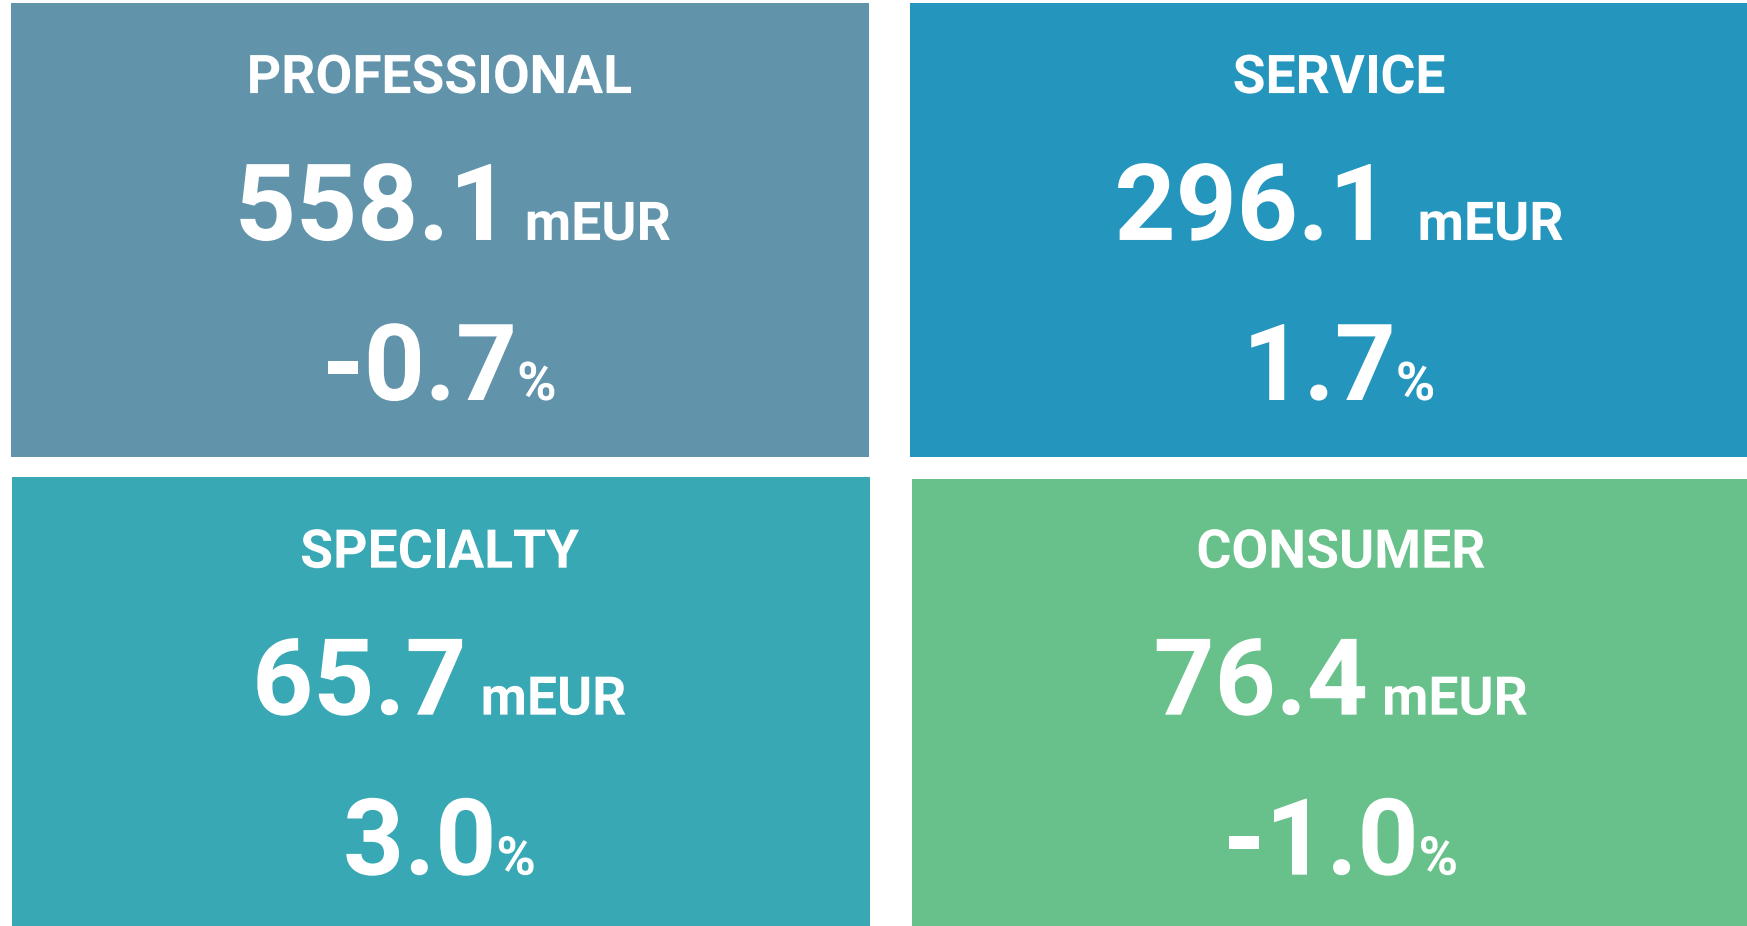 PROFESSIONAL
558.1 mEUR
-0.7%
SERVICE
296.1 mEUR
1.7%
SPECIALTY
65.7 mEUR
3.0%
CONSUMER
76.4 mEUR
-1.0%